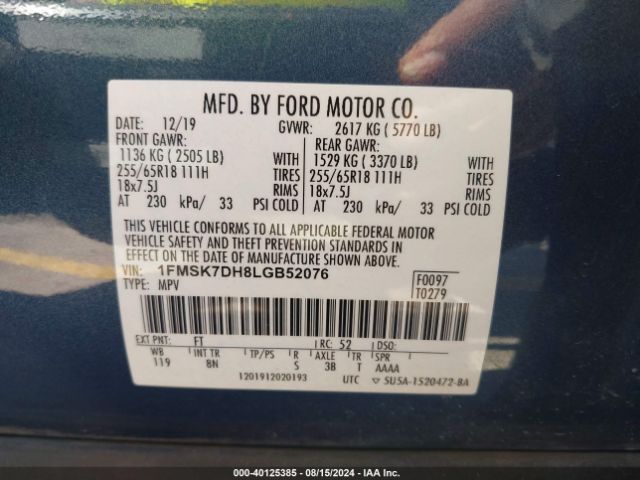 MFD. BY FORD MOTOR CO.
DATE: 12/19 GVWR: 2617 KG ( 5770 LB)
FRONT GAWR: REAR GAWR:
1136 KG ( 2505 LB) WITH 1529 KG ( 3370 LB) WITH
255/65R18 111H TIRES 255/65R18 111H TIRES
18x7.5J RIMS 18x7.5J RIMS
AT 230 kPa/ 33 PSI COLD AT 230 kPa/ 33 PSI COLD
THIS VEHICLE CONFORMS TO ALL APPLICABLE FEDERAL MOTOR
VEHICLE SAFETY AND THEFT PREVENTION STANDARDS IN
EFFECT ON THE DATE OF MANUFACTURE SHOWN ABOVE.
VIN: 1FMSK7DH8LGB52076 F0097
TYPE: MPV T0279
EXT PNT: FT RC: 52 DSO:
WB INT TR TP/PS R AXLE TR SPR
119 8N S 3B T AAAA
1201912020193 UTC ▽ SU5A-1520472-BA
000-40125385 - 08/15/2024 - IAA Inc.